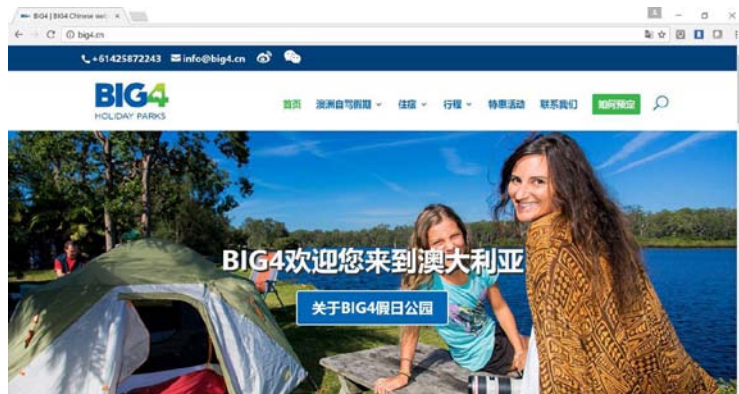 BIG4 | BIG4 Chinese web
big4.cn
+61425872243 info@big4.cn
BIG4
HOLIDAY PARKS
首页 澳洲自驾假期 住宿 行程 特惠活动 联系我们 如何预定
BIG4欢迎您来到澳大利亚
关于BIG4假日公园